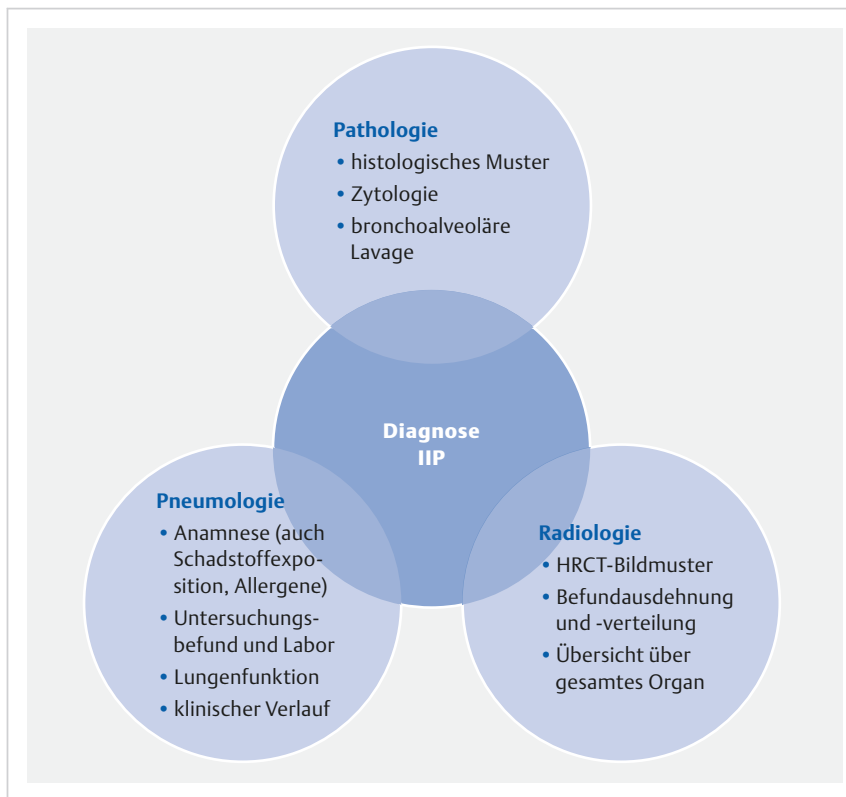 Pathologie
• histologisches Muster
• Zytologie
• bronchoalveoläre
Lavage
Diagnose
IIP
Pneumologie
• Anamnese (auch
Schadstoffexpo-
sition, Allergene)
• Untersuchungs-
befund und Labor
• Lungenfunktion
• klinischer Verlauf
Radiologie
• HRCT-Bildmuster
• Befundausdehnung
und -verteilung
• Übersicht über
gesamtes Organ